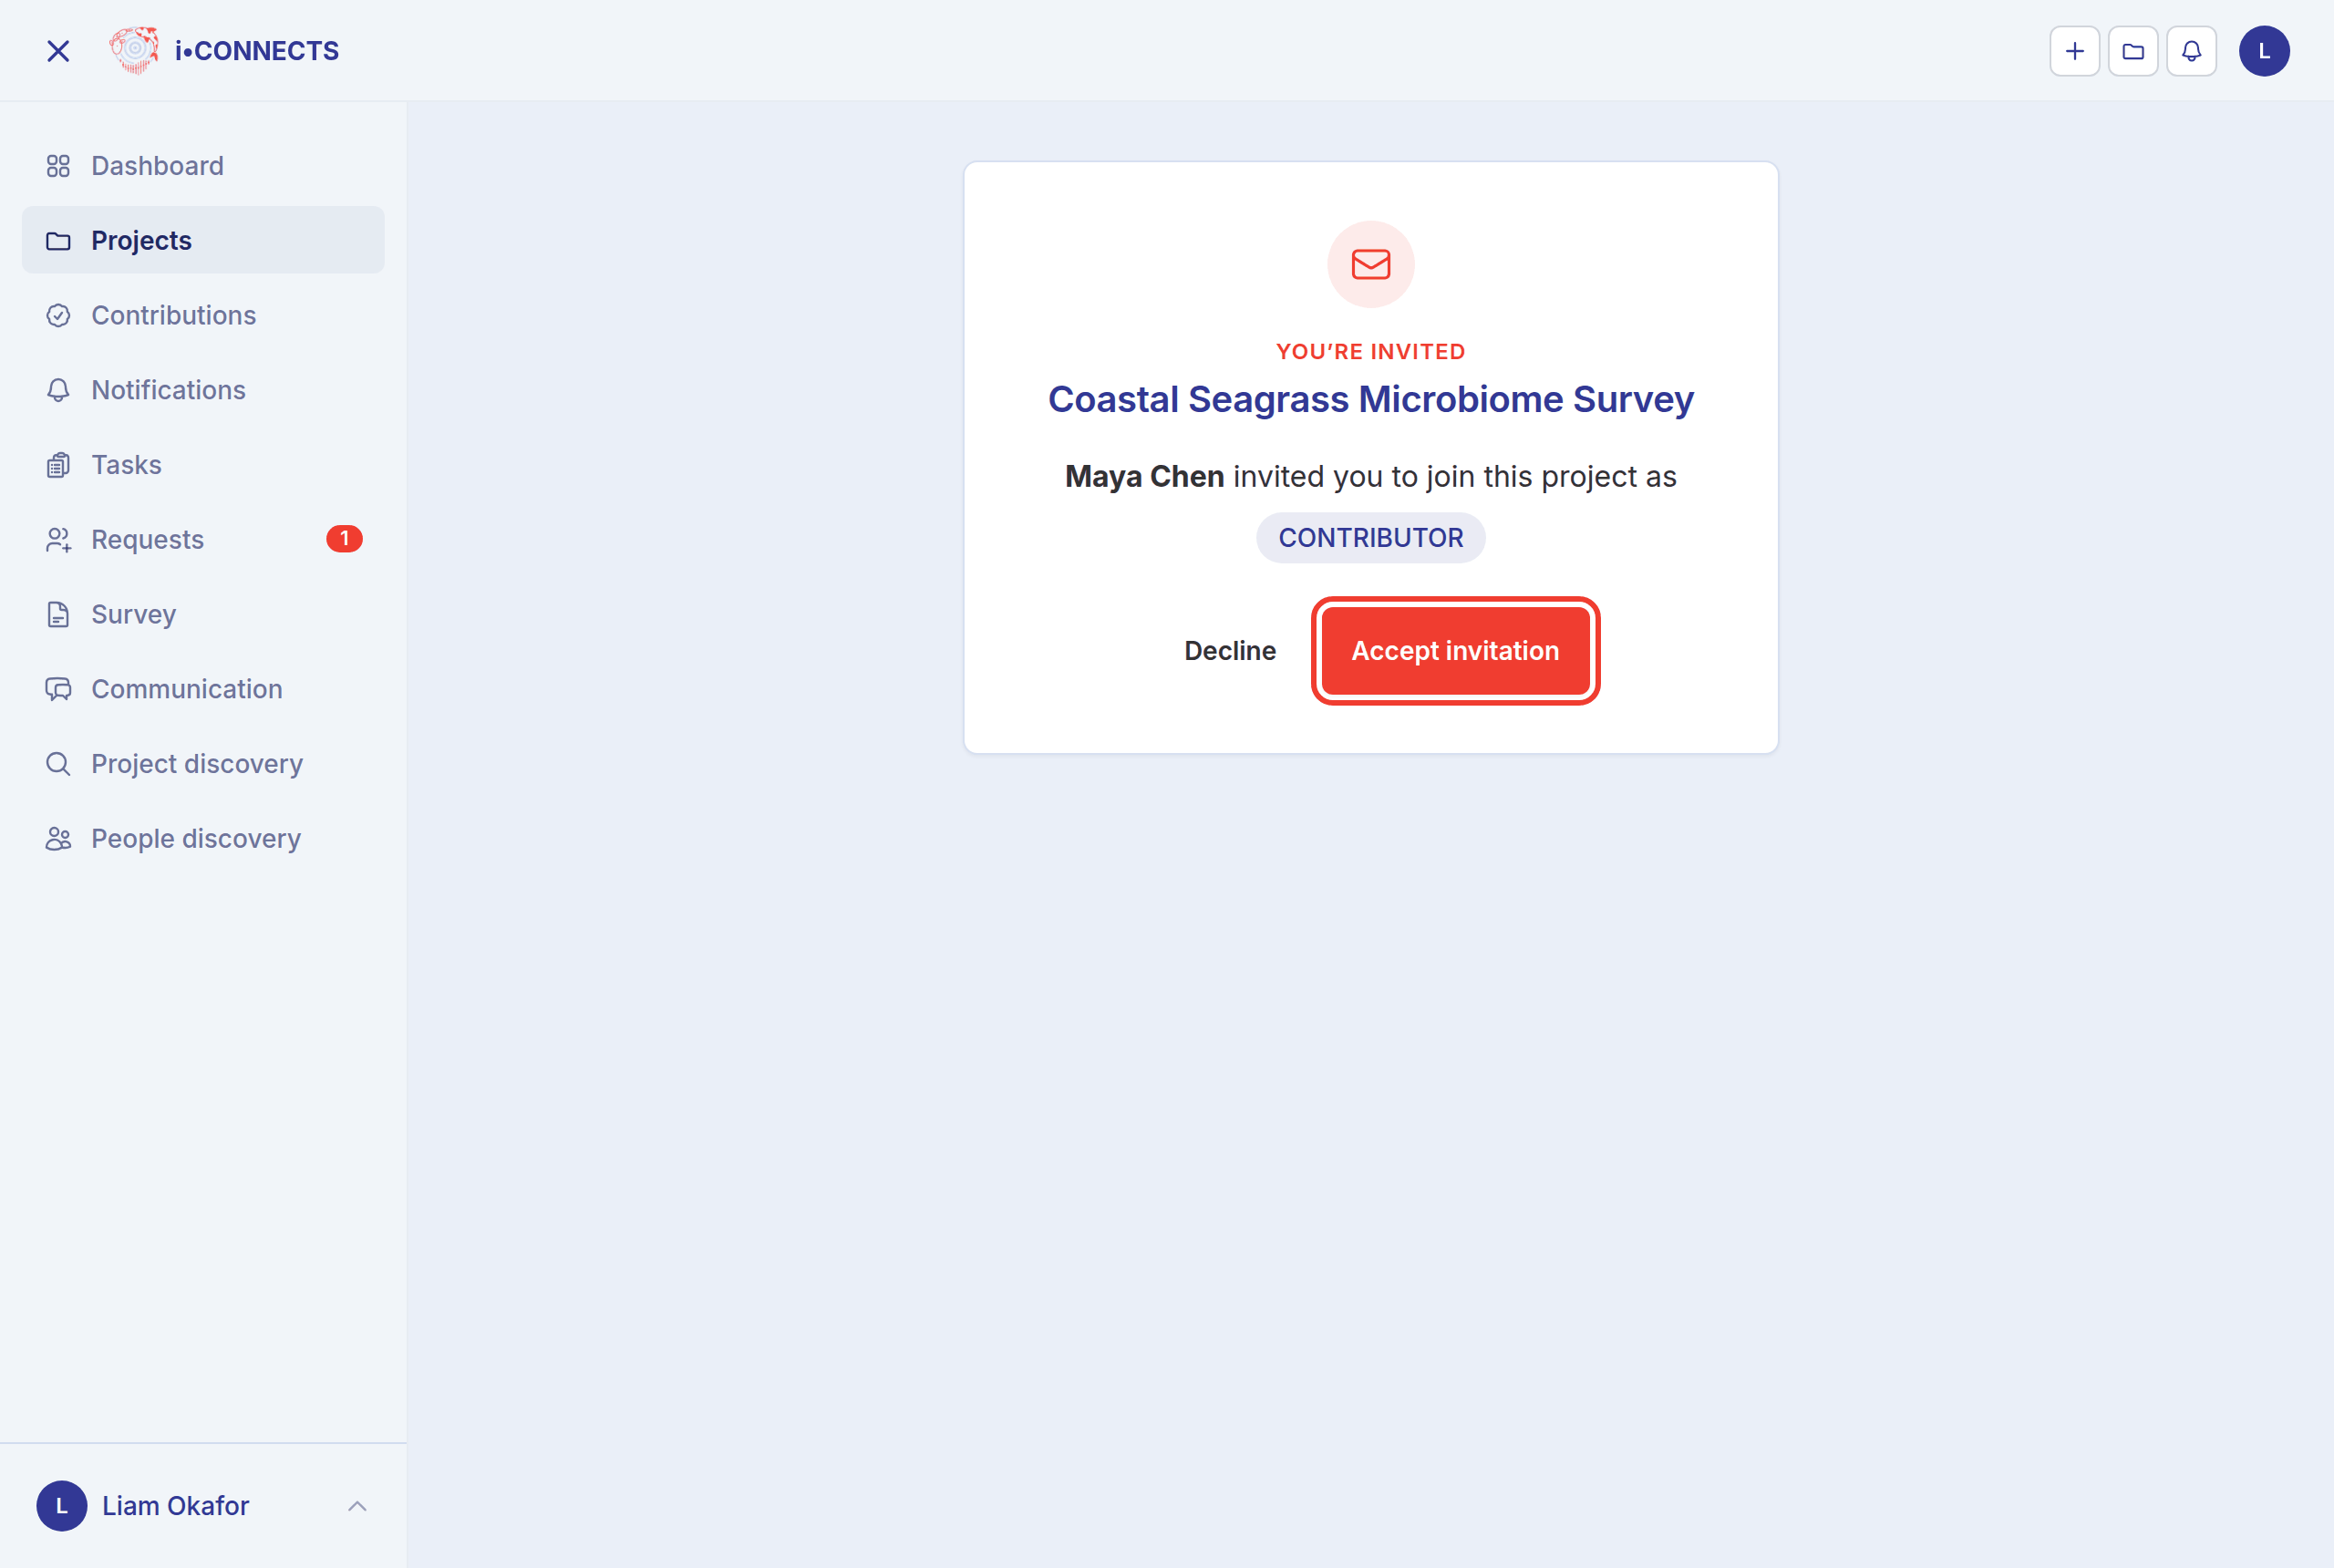 i•CONNECTS
L
Dashboard
Projects
Contributions
Notifications
Tasks
Requests 1
Survey
Communication
Project discovery
People discovery
YOU’RE INVITED
Coastal Seagrass Microbiome Survey
Maya Chen invited you to join this project as
CONTRIBUTOR
Decline Accept invitation
L Liam Okafor